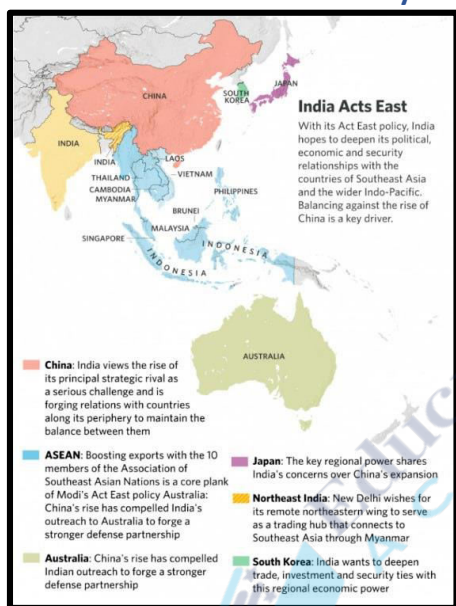 CHINA
SOUTH
KOREA
JAPAN
INDIA
India Acts East
With its Act East policy, India
hopes to deepen its political,
economic and security
relationships with the
countries of Southeast Asia
and the wider Indo-Pacific.
Balancing against the rise of
China is a key driver.
INDIA
LAOS
THAILAND
VIETNAM
CAMBODIA
MYANMAR
PHILIPPINES
BRUNEI
MALAYSIA
SINGAPORE
INDONESIA
INDONESIA
AUSTRALIA
China: India views the rise of
its principal strategic rival as
a serious challenge and is
forging relations with countries
along its periphery to maintain the
balance between them
ASEAN: Boosting exports with the 10
members of the Association of
Southeast Asian Nations is a core plank
of Modi's Act East policy Australia:
China's rise has compelled India's
outreach to Australia to forge a
stronger defense partnership
Australia: China's rise has compelled
Indian outreach to forge a stronger
defense partnership
Japan: The key regional power shares
India's concerns over China's expansion
Northeast India: New Delhi wishes for
its remote northeastern wing to serve
as a trading hub that connects to
Southeast Asia through Myanmar
South Korea: India wants to deepen
trade, investment and security ties with
this regional economic power